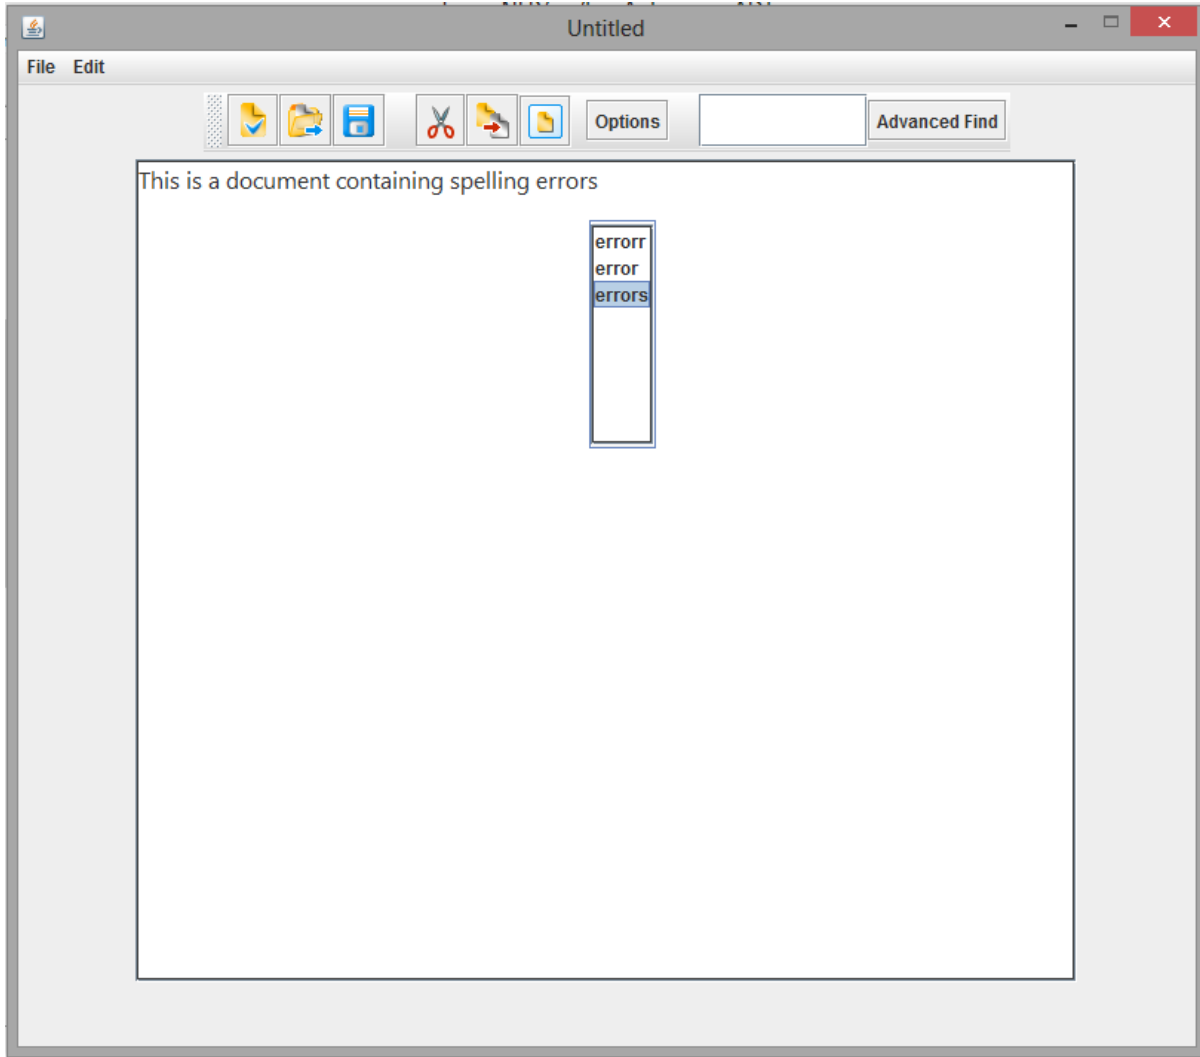 Untitled
File Edit
Options Advanced Find
This is a document containing spelling errors
errorr
error
errors